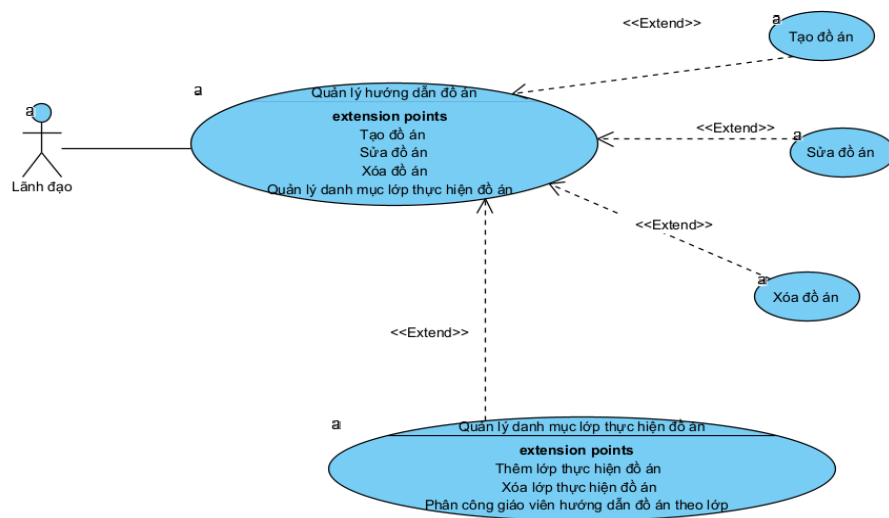 <<Extend>>
a
Tạo đồ án
a
Quản lý hướng dẫn đồ án
extension points
Tạo đồ án
Sửa đồ án
Xóa đồ án
Quản lý danh mục lớp thực hiện đồ án
a
Lãnh đạo
<<Extend>>
a
Sửa đồ án
<<Extend>>
a
Xóa đồ án
<<Extend>>
a
Quản lý danh mục lớp thực hiện đồ án
extension points
Thêm lớp thực hiện đồ án
Xóa lớp thực hiện đồ án
Phân công giáo viên hướng dẫn đồ án theo lớp